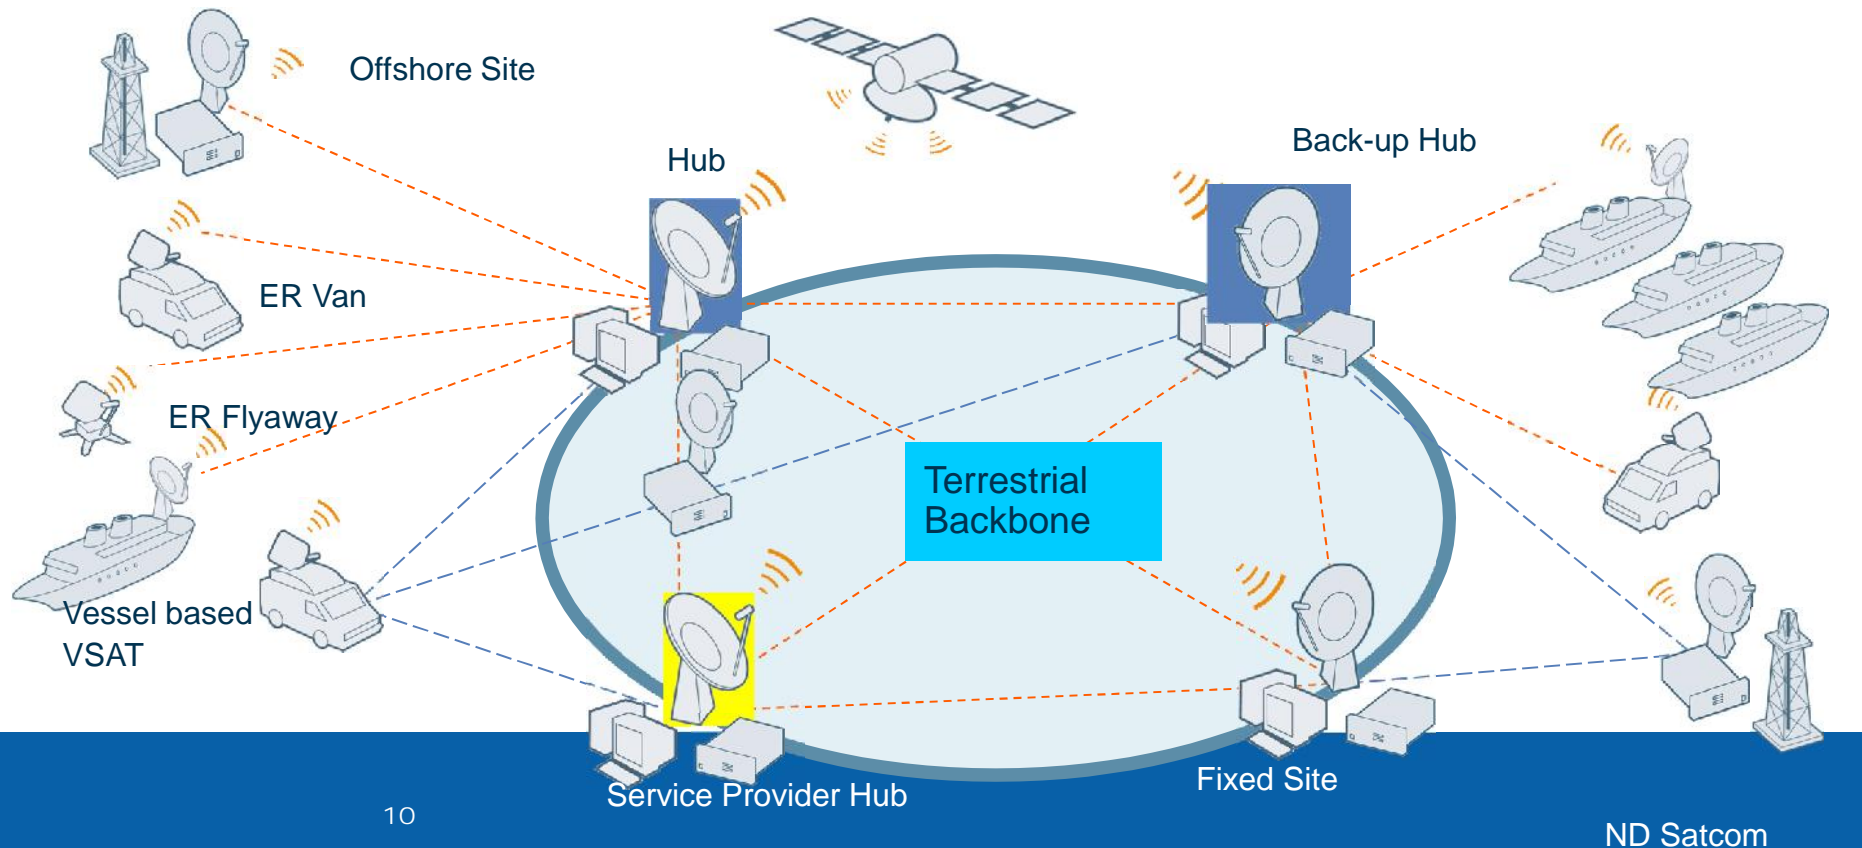 Offshore Site
Hub
Back-up Hub
ER Van
ER Flyaway
Vessel based
VSAT
Terrestrial
Backbone
Service Provider Hub
Fixed Site
10
ND Satcom